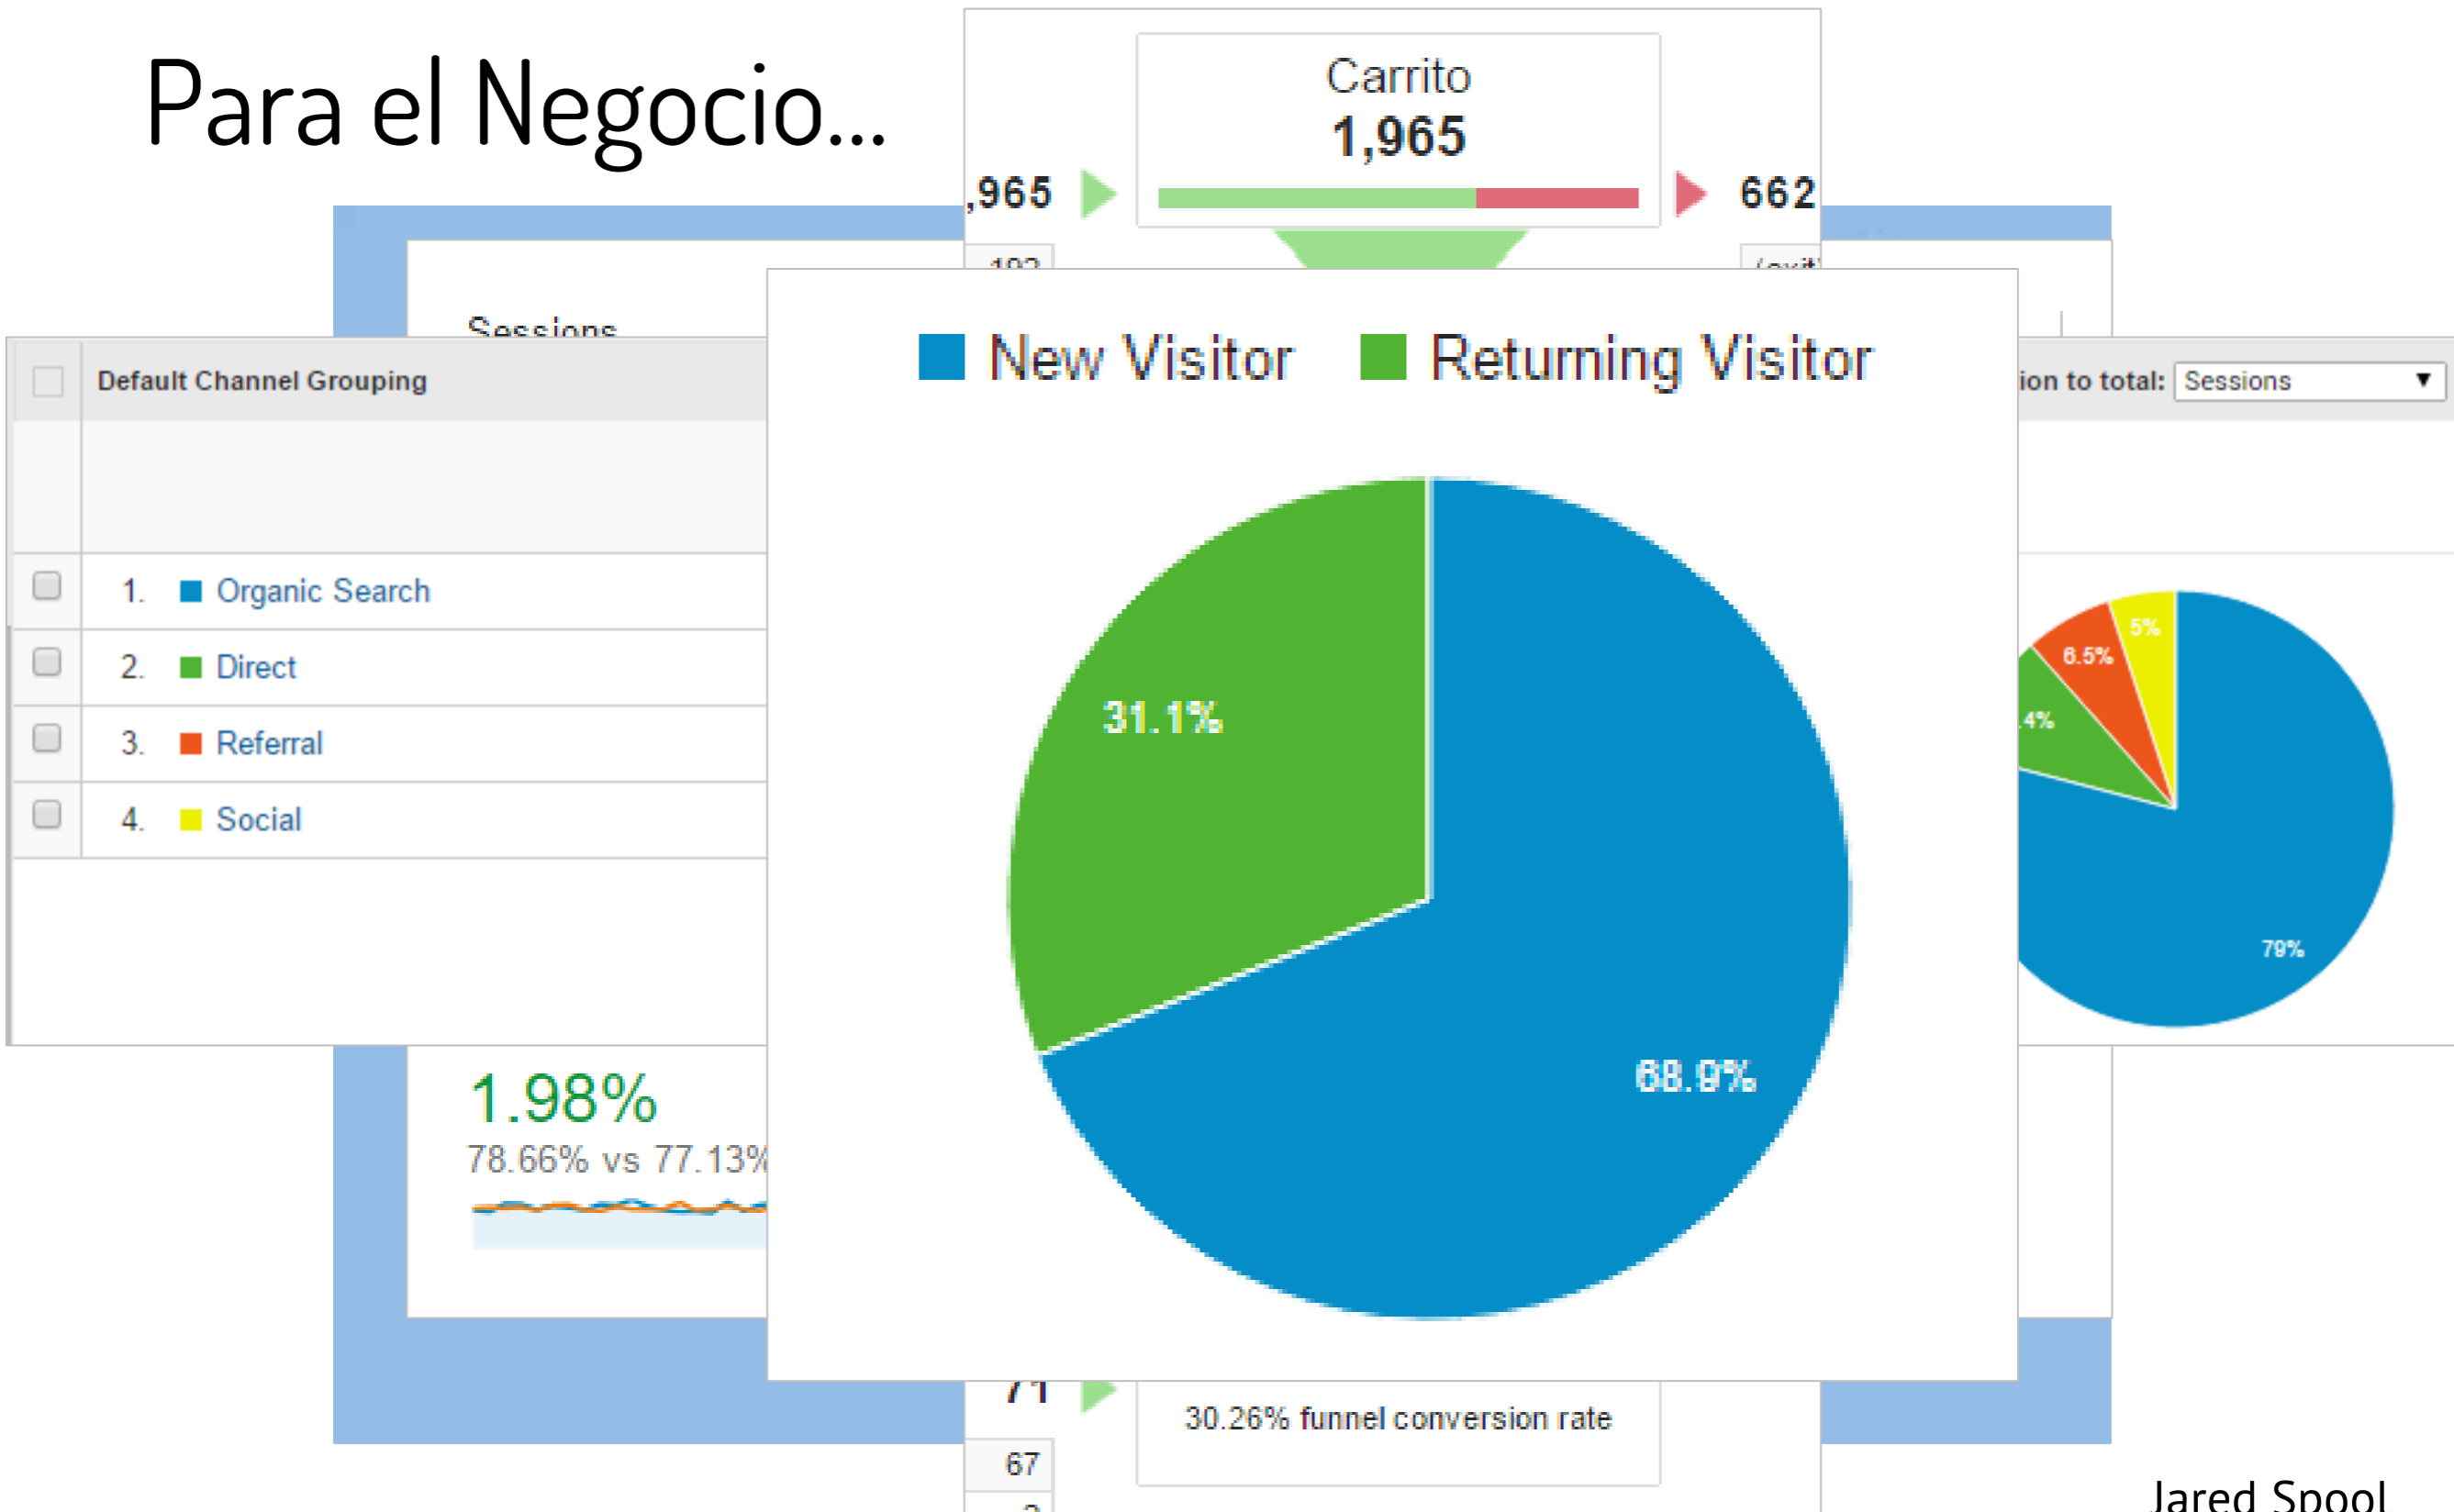 Para el Negocio...
Carrito
1,965
,965
662
Sessions
New Visitor
Returning Visitor
Default Channel Grouping
ion to total:
Sessions
1.
Organic Search
2.
Direct
3.
Referral
4.
Social
31.1%
68.9%
5%
6.5%
.4%
79%
1.98%
78.66% vs 77.13%
71
30.26% funnel conversion rate
67
Jared Spool